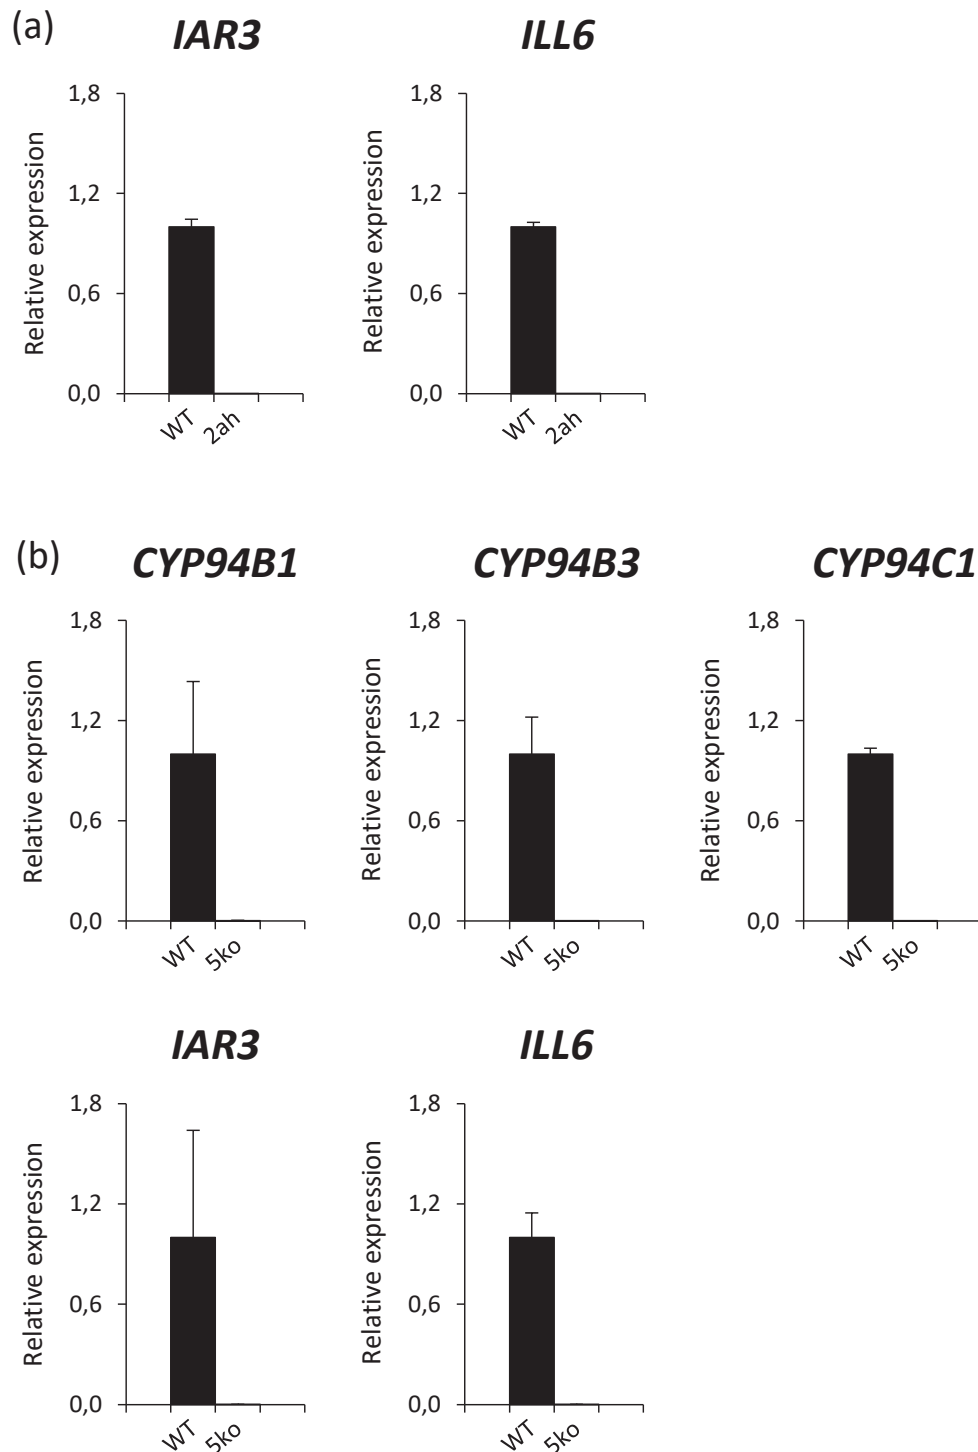 (a)
IAR3
ILL6
Relative expression
1,8
1,2
0,6
0,0
WT
2ah
Relative expression
1,8
1,2
0,6
0,0
WT
2ah
(b)
CYP94B1
CYP94B3
CYP94C1
Relative expression
1,8
1,2
0,6
0,0
WT
5ko
Relative expression
1,8
1,2
0,6
0,0
WT
5ko
Relative expression
1,8
1,2
0,6
0,0
WT
5ko
IAR3
ILL6
Relative expression
1,8
1,2
0,6
0,0
WT
5ko
Relative expression
1,8
1,2
0,6
0,0
WT
5ko